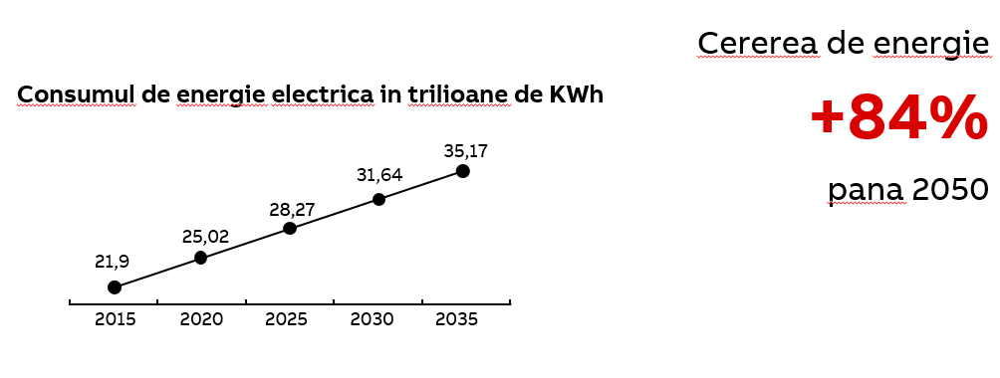 Cererea de energie
+84%
pana 2050
Consumul de energie electrica in trilioane de KWh
35,17
31,64
28,27
25,02
21,9
2015 2020 2025 2030 2035